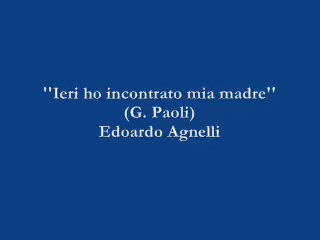 "Ieri ho incontrato mia madre"
(G. Paoli)
Edoardo Agnelli